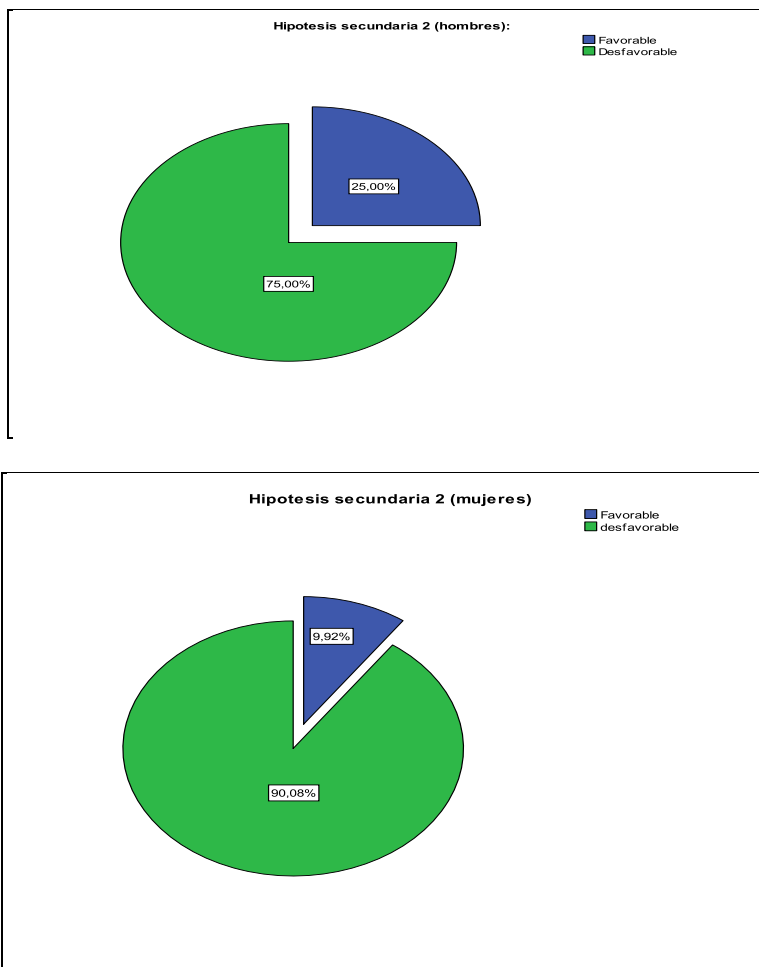 Hipotesis secundaria 2 (hombres):
Favorable
Desfavorable
25,00%
75,00%
Hipotesis secundaria 2 (mujeres)
Favorable
desfavorable
9,92%
90,08%